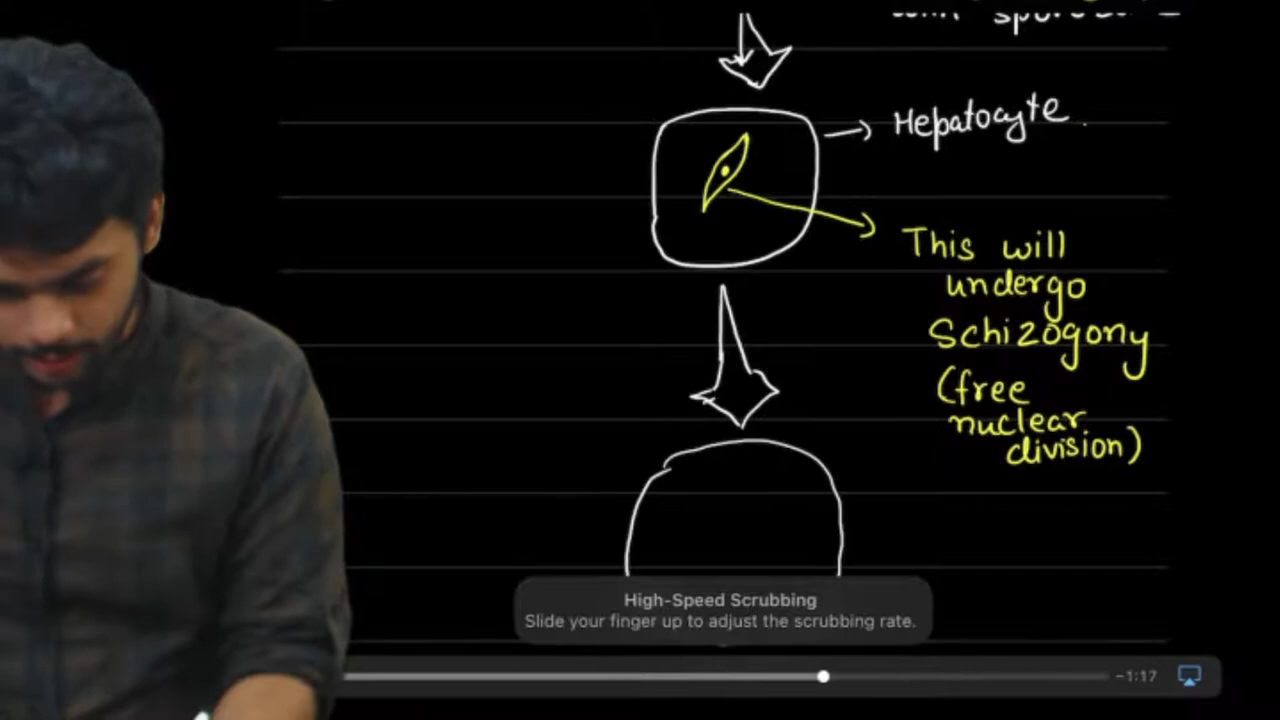 Hepatocyte
This will
undergo
Schizogony
(free
nuclear
division)
High-Speed Scrubbing
Slide your finger up to adjust the scrubbing rate.
-1:17